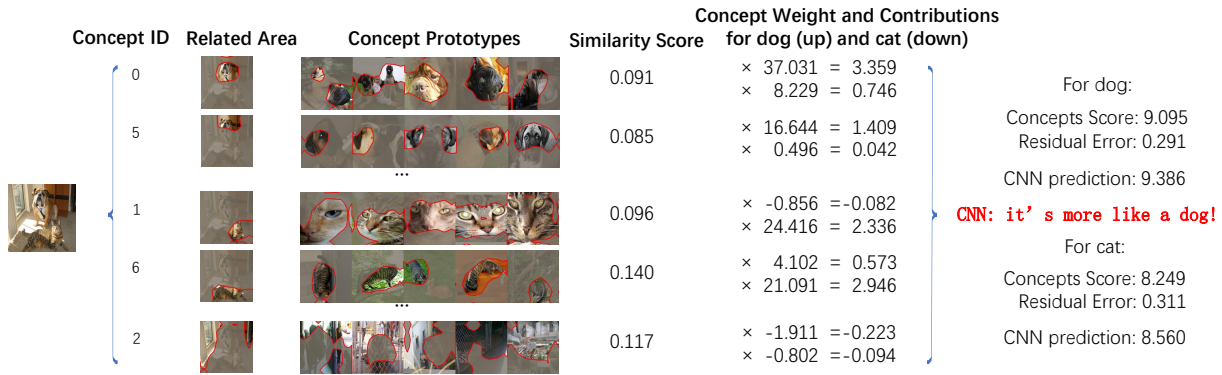 Concept ID Related Area Concept Prototypes Similarity Score Concept Weight and Contributions
for dog (up) and cat (down)
0 0.091 × 37.031 = 3.359
× 8.229 = 0.746
5 0.085 × 16.644 = 1.409
× 0.496 = 0.042
...
1 0.096 × -0.856 =-0.082
× 24.416 = 2.336
6 0.140 × 4.102 = 0.573
× 21.091 = 2.946
...
2 0.117 × -1.911 =-0.223
× -0.802 =-0.094
For dog:
Concepts Score: 9.095
Residual Error: 0.291
CNN prediction: 9.386
CNN: it's more like a dog!
For cat:
Concepts Score: 8.249
Residual Error: 0.311
CNN prediction: 8.560